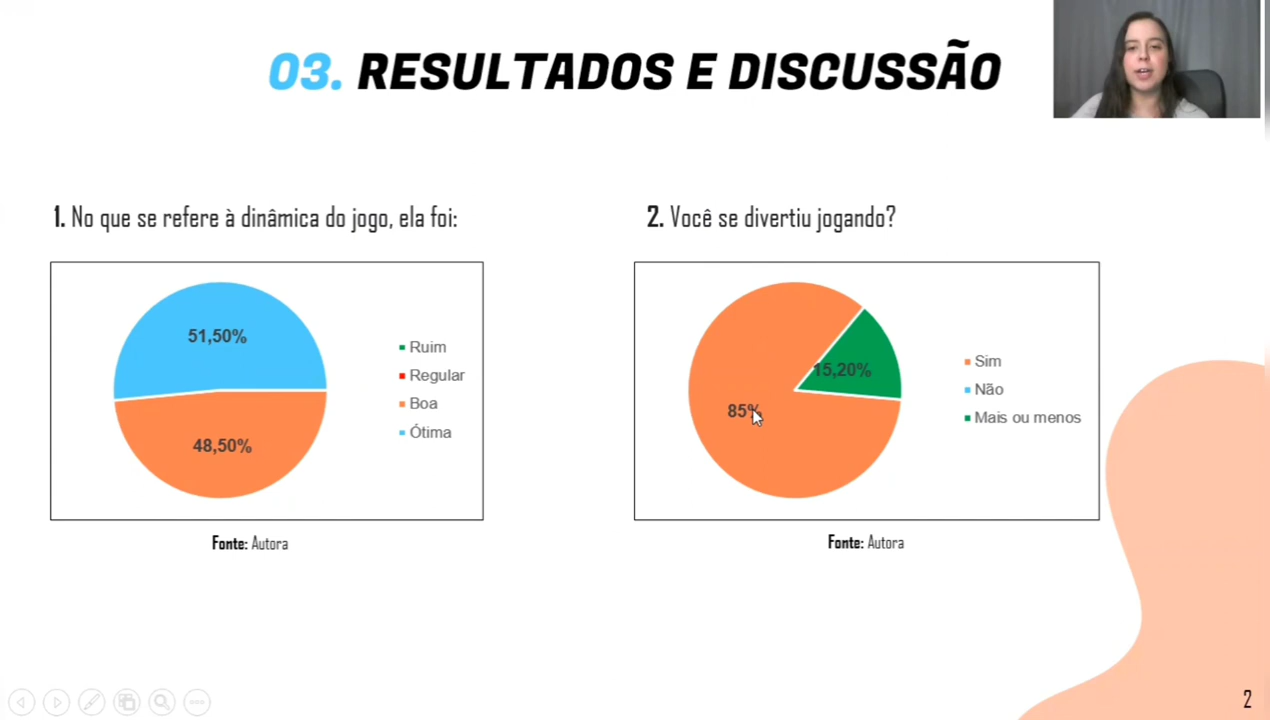 03. RESULTADOS E DISCUSSÃO
1. No que se refere à dinâmica do jogo, ela foi:
51,50%
48,50%
Ruim
Regular
Boa
Ótima
Fonte: Autora
2. Você se divertiu jogando?
15,20%
85%
Sim
Não
Mais ou menos
Fonte: Autora
2